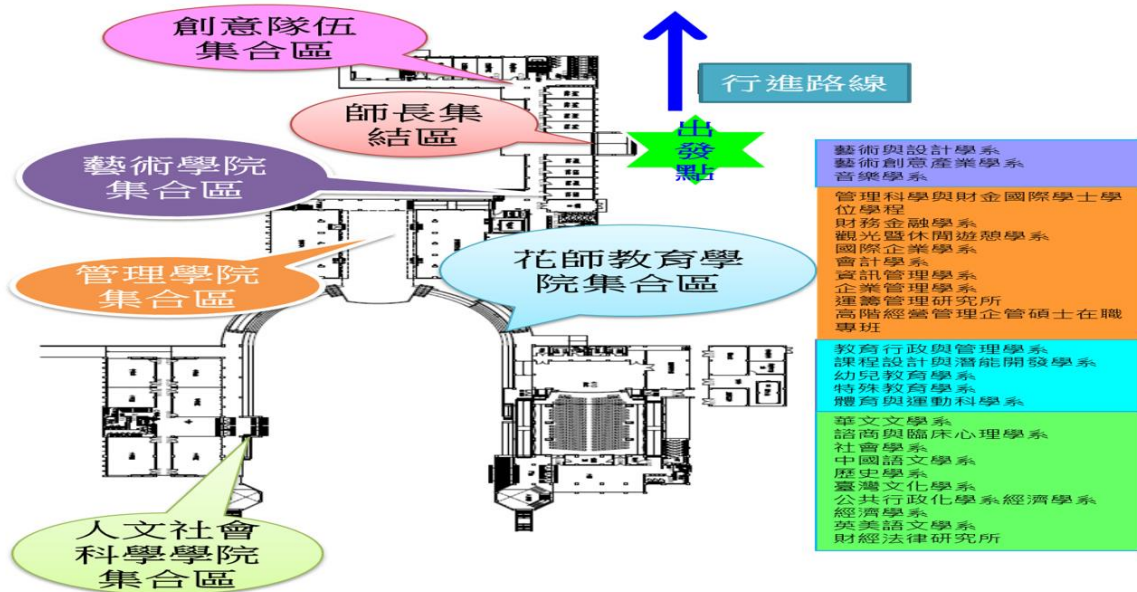 創意隊伍
集合區
師長集
結區
藝術學院
集合區
管理學院
集合區
花師教育學
院集合區
人文社會
科學學院
集合區
行進路線
出發點
藝術與設計學系
藝術創意產業學系
音樂學系
管理科學與財金國際學士學
位學程
財務金融學系
觀光暨休閒遊憩學系
國際企業學系
會計學系
資訊管理學系
企業管理學系
運籌管理研究所
高階經營管理企管碩士在職
專班
教育行政與管理學系
課程設計與潛能開發學系
幼兒教育學系
特殊教育學系
體育與運動科學系
華文文學系
諮商與臨床心理學系
社會學系
中國語文學系
歷史學系
臺灣文化學系
公共行政化學系經濟學系
經濟學系
英美語文學系
財經法律研究所